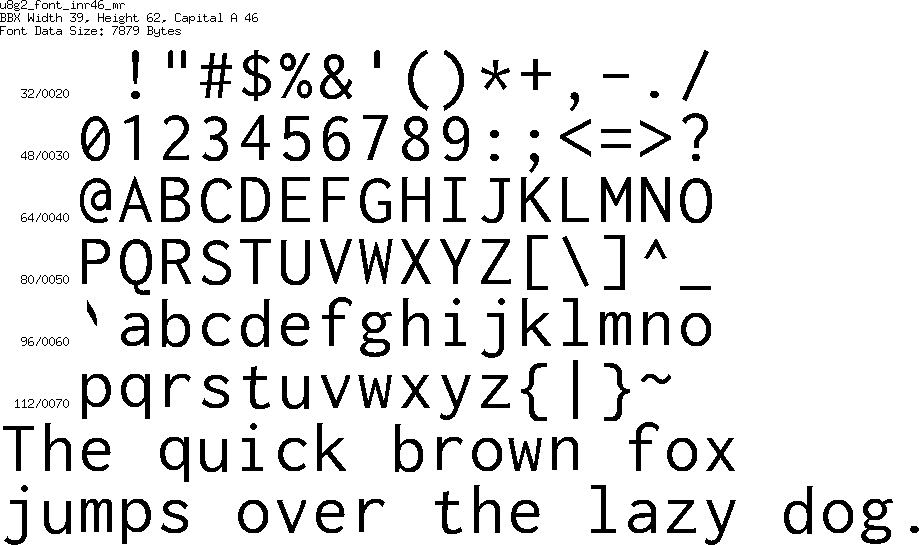 u8g2_font_inr46_mr
BBX Width 39, Height 62, Capital A 46
Font Data Size: 7879 Bytes
32/0020 !"#$%&'()*+,-./
48/0030 0123456789:;<=>?
64/0040 @ABCDEFGHIJKLMNO
80/0050 PQRSTUVWXYZ[\]^_
96/0060 `abcdefghijklmno
112/0070 pqrstuvwxyz{|}~
The quick brown fox
jumps over the lazy dog.